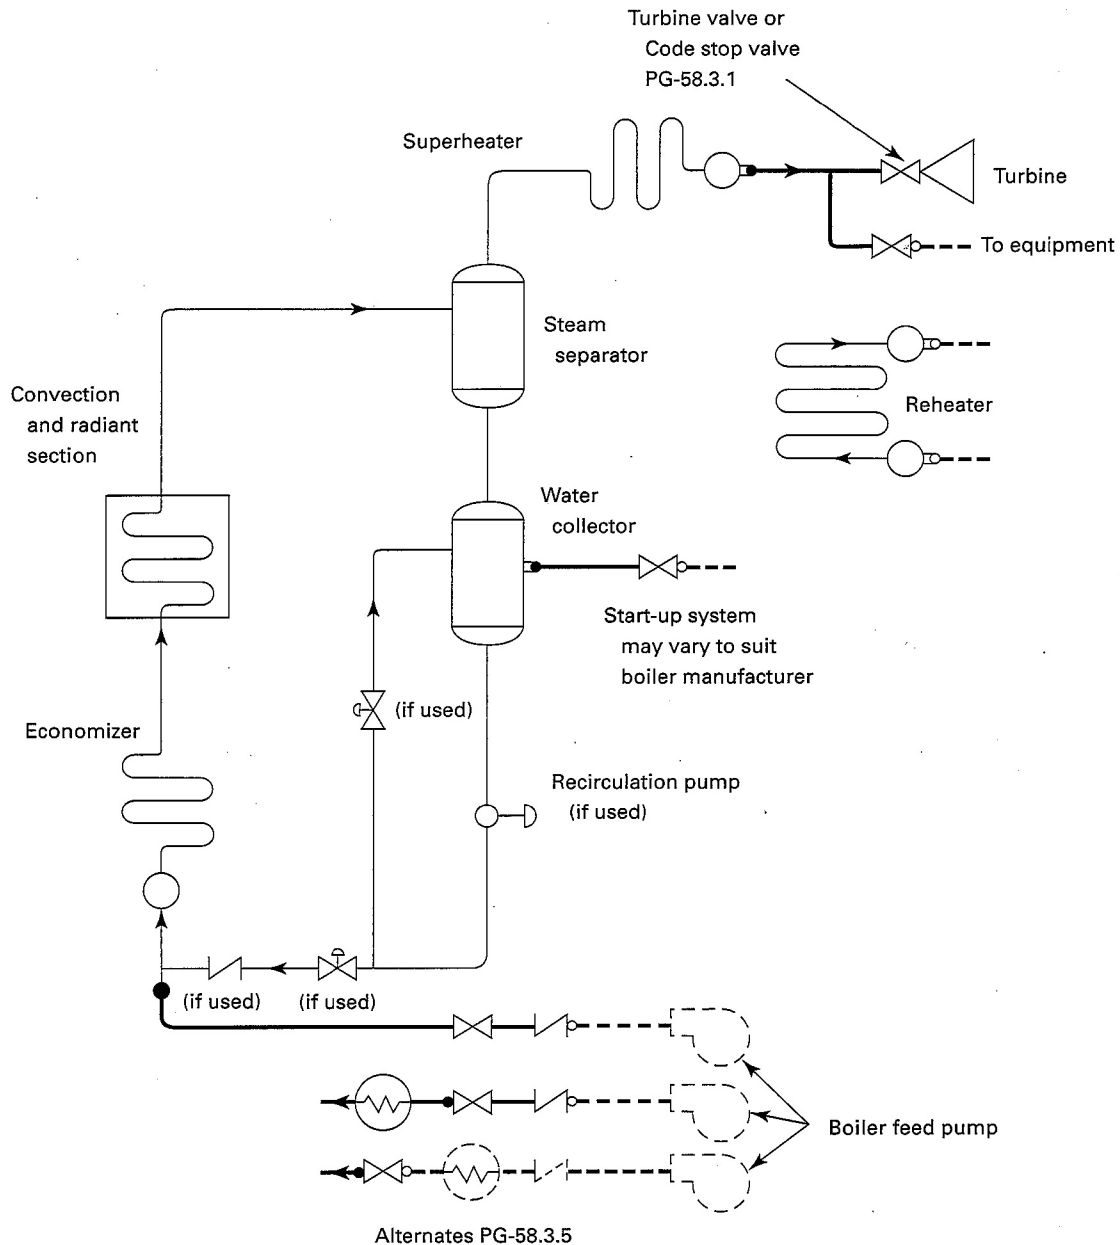 Turbine valve or
Code stop valve
PG-58.3.1
Superheater
Turbine
To equipment
Steam
separator
Convection
and radiant
section
Reheater
Water
collector
Start-up system
may vary to suit
boiler manufacturer
(if used)
Economizer
Recirculation pump
(if used)
(if used)
(if used)
Boiler feed pump
Alternates PG-58.3.5